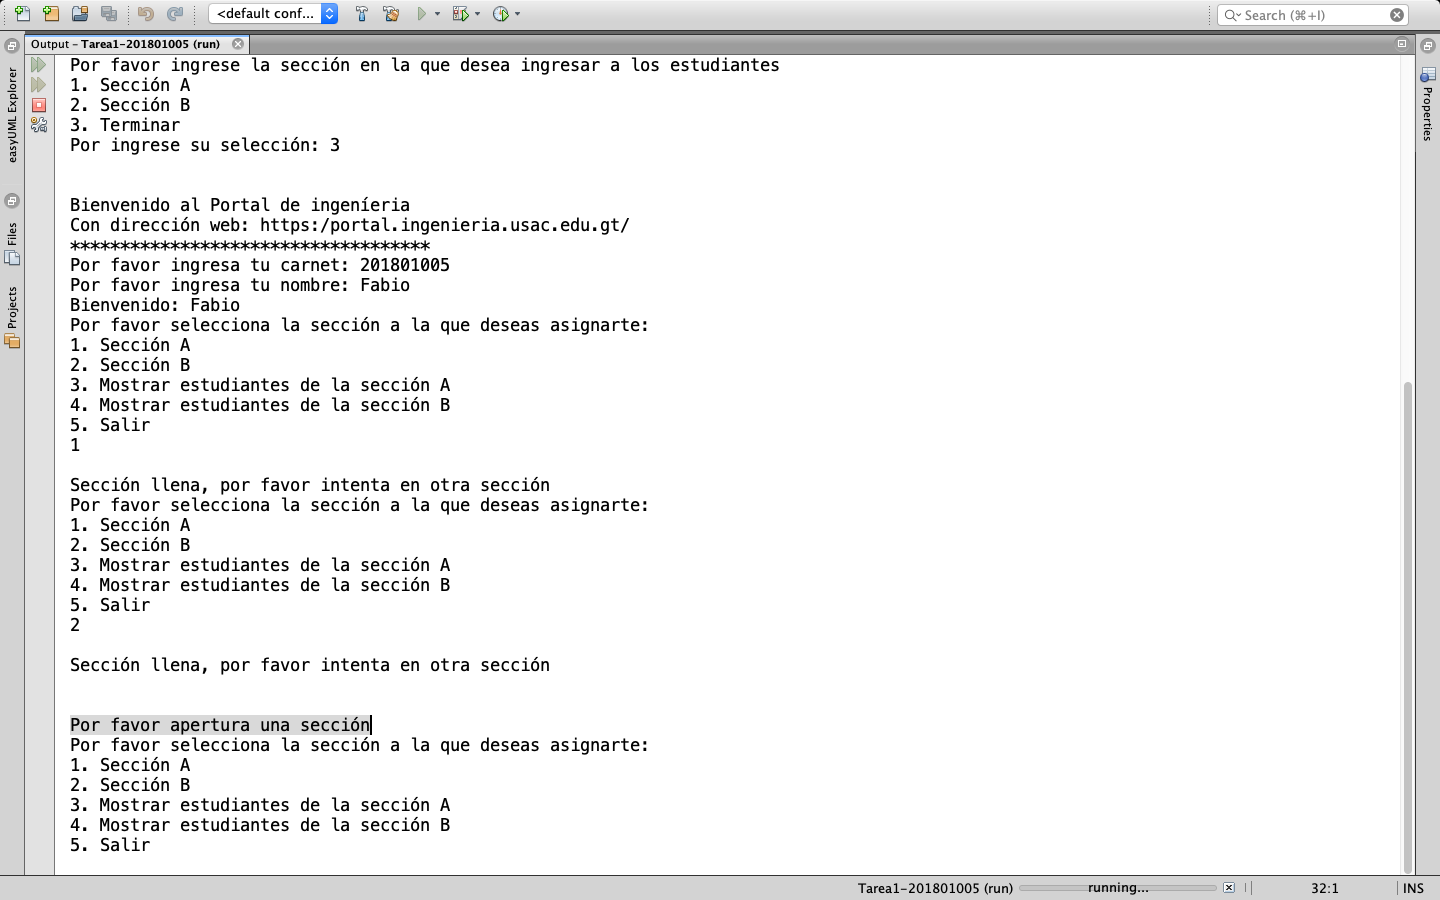 <default conf...
Search (⌘+I)
Output - Tarea1-201801005 (run)
easyUML Explorer
Files
Projects
Properties
Por favor ingrese la sección en la que desea ingresar a los estudiantes
1. Sección A
2. Sección B
3. Terminar
Por ingrese su selección: 3
Bienvenido al Portal de ingeníeria
Con dirección web: https:/portal.ingenieria.usac.edu.gt/
************************************
Por favor ingresa tu carnet: 201801005
Por favor ingresa tu nombre: Fabio
Bienvenido: Fabio
Por favor selecciona la sección a la que deseas asignarte:
1. Sección A
2. Sección B
3. Mostrar estudiantes de la sección A
4. Mostrar estudiantes de la sección B
5. Salir
1
Sección llena, por favor intenta en otra sección
Por favor selecciona la sección a la que deseas asignarte:
1. Sección A
2. Sección B
3. Mostrar estudiantes de la sección A
4. Mostrar estudiantes de la sección B
5. Salir
2
Sección llena, por favor intenta en otra sección
Por favor apertura una sección
Por favor selecciona la sección a la que deseas asignarte:
1. Sección A
2. Sección B
3. Mostrar estudiantes de la sección A
4. Mostrar estudiantes de la sección B
5. Salir
Tarea1-201801005 (run) running... 32:1 INS